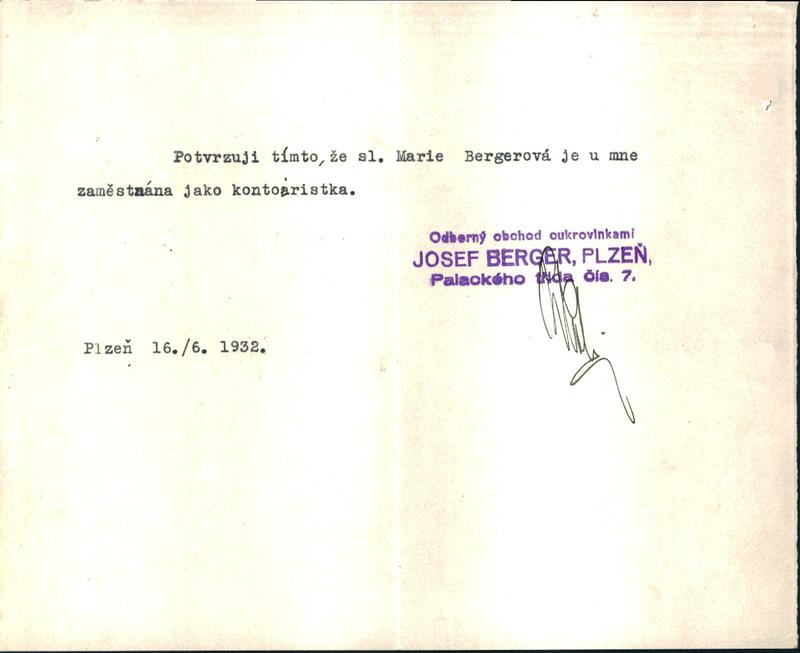 Potvrzuji tímto, že sl. Marie Bergerová je u mne
zaměstnána jako kontoaristka.
Odborný obchod cukrovinkami
JOSEF BERGER, PLZEŇ,
Palackého třída čís. 7.
Plzeň 16./6. 1932.